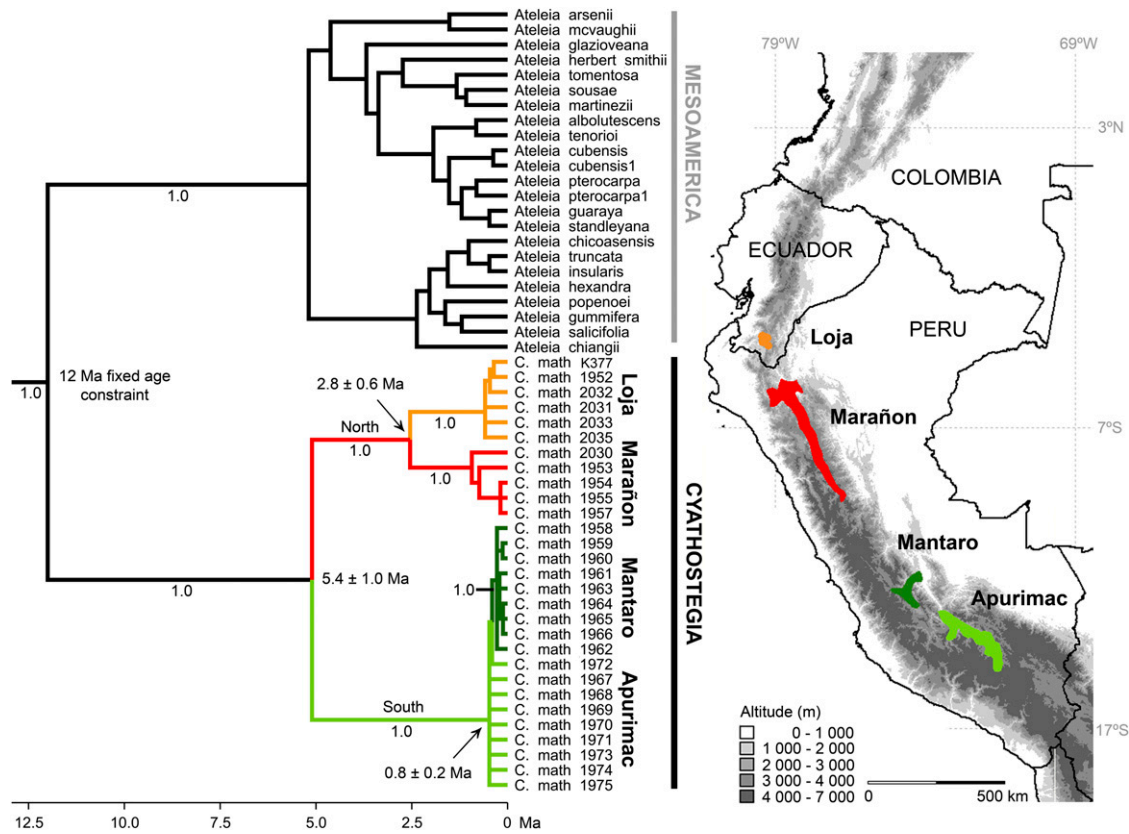 Ateleia arsenii
Ateleia mcvaughii
Ateleia glazioveana
Ateleia herbert smithii
Ateleia tomentosa
Ateleia sousae
Ateleia martinezii
Ateleia albolutescens
Ateleia tenorioi
Ateleia cubensis
Ateleia cubensis1
Ateleia pterocarpa
Ateleia pterocarpa1
Ateleia guaraya
Ateleia standleyana
Ateleia chicoasensis
Ateleia truncata
Ateleia insularis
Ateleia hexandra
Ateleia popenoei
Ateleia gummifera
Ateleia salicifolia
Ateleia chiangii
C. math K377
C. math 1952
C. math 2032
C. math 2031
C. math 2033
C. math 2035
C. math 2030
C. math 1953
C. math 1954
C. math 1955
C. math 1957
C. math 1958
C. math 1959
C. math 1960
C. math 1961
C. math 1963
C. math 1964
C. math 1965
C. math 1966
C. math 1962
C. math 1972
C. math 1967
C. math 1968
C. math 1969
C. math 1970
C. math 1971
C. math 1973
C. math 1974
C. math 1975
1.0
1.0
12 Ma fixed age
constraint
2.8 ± 0.6 Ma
1.0
North
1.0
1.0
5.4 ± 1.0 Ma
1.0
1.0
South
1.0
0.8 ± 0.2 Ma
Loja
Marañon
Mantaro
Apurimac
MESOAMERICA
CYATHOSTEGIA
12.5 10.0 7.5 5.0 2.5 0 Ma
79ºW 69ºW
3ºN
COLOMBIA
ECUADOR
PERU
Loja
Marañon
7ºS
Mantaro
Apurimac
17ºS
Altitude (m)
0 - 1 000
1 000 - 2 000
2 000 - 3 000
3 000 - 4 000
4 000 - 7 000
0 500 km